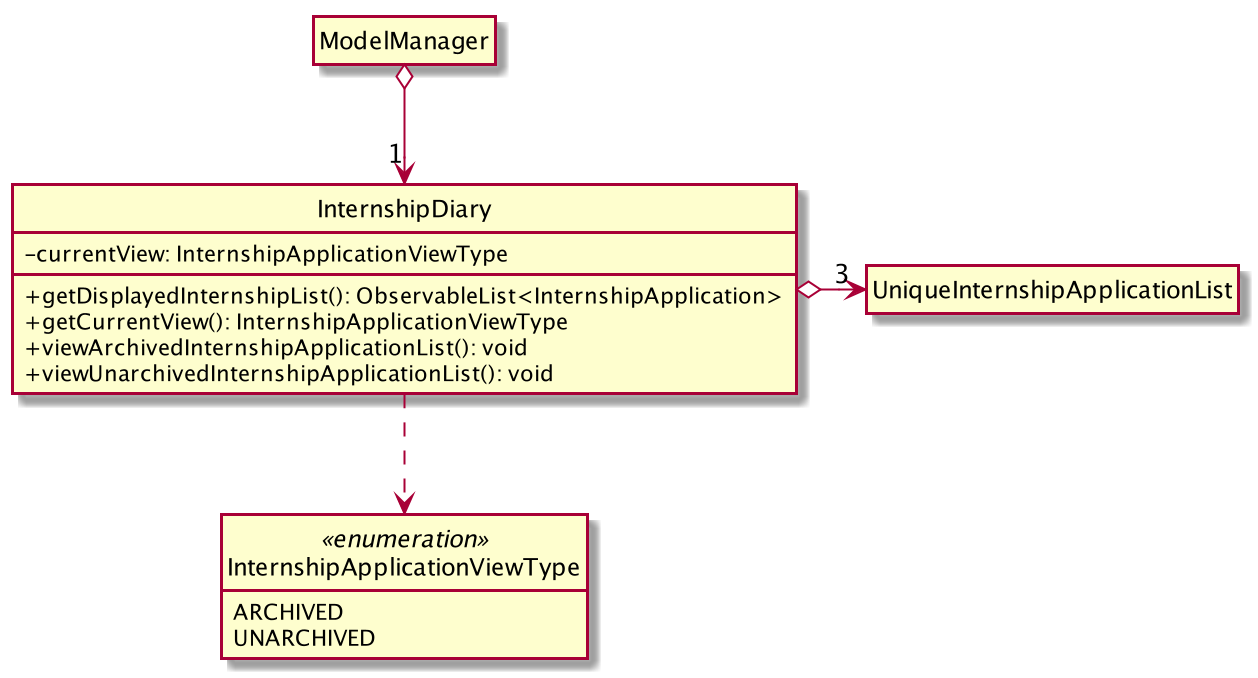 ModelManager
1
InternshipDiary
-currentView: InternshipApplicationViewType
+getDisplayedInternshipList(): ObservableList<InternshipApplication>
+getCurrentView(): InternshipApplicationViewType
+viewArchivedInternshipApplicationList(): void
+viewUnarchivedInternshipApplicationList(): void
3
UniqueInternshipApplicationList
«enumeration»
InternshipApplicationViewType
ARCHIVED
UNARCHIVED